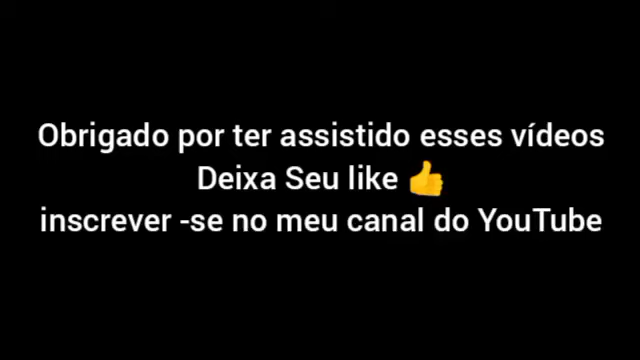 Obrigado por ter assistido esses vídeos
Deixa Seu like 👍
inscrever -se no meu canal do YouTube